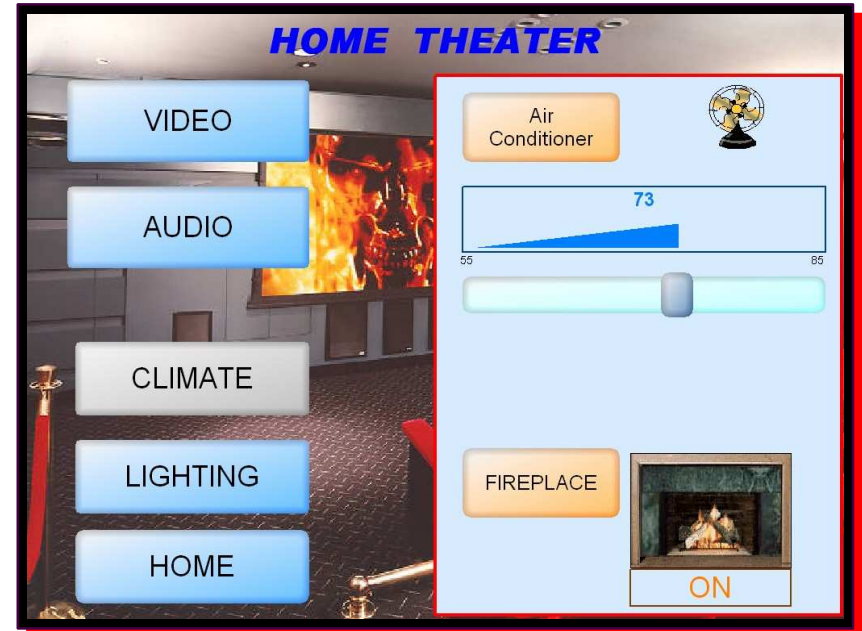 HOME THEATER
VIDEO
AUDIO
CLIMATE
LIGHTING
HOME
Air
Conditioner
73
55 85
FIREPLACE
ON